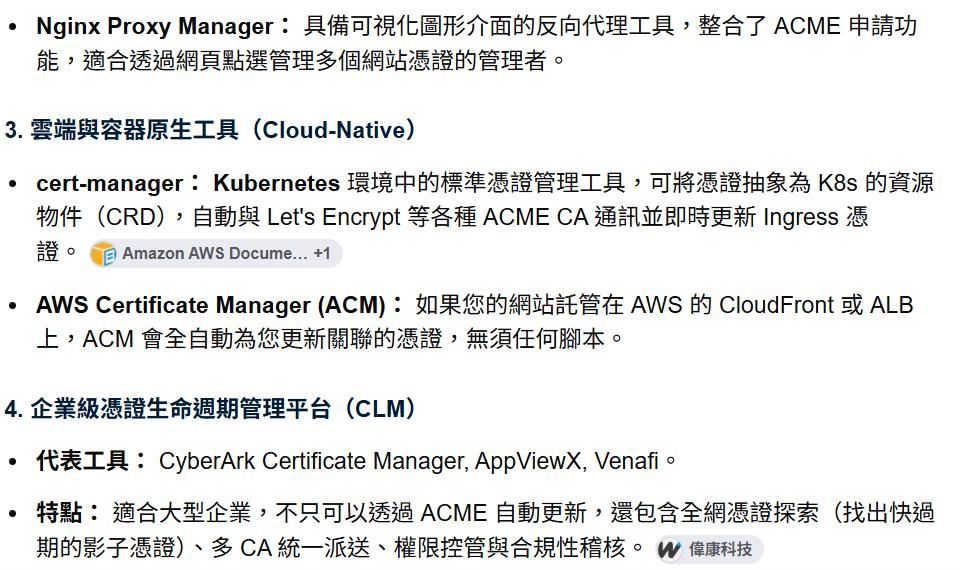 • Nginx Proxy Manager： 具備可視化圖形介面的反向代理工具，整合了 ACME 申請功
能，適合透過網頁點選管理多個網站憑證的管理者。
3. 雲端與容器原生工具（Cloud-Native）
• cert-manager： Kubernetes 環境中的標準憑證管理工具，可將憑證抽象為 K8s 的資源
物件（CRD），自動與 Let's Encrypt 等各種 ACME CA 通訊並即時更新 Ingress 憑
證。 Amazon AWS Docume... +1
• AWS Certificate Manager (ACM)： 如果您的網站託管在 AWS 的 CloudFront 或 ALB
上，ACM 會全自動為您更新關聯的憑證，無須任何腳本。
4. 企業級憑證生命週期管理平台（CLM）
• 代表工具： CyberArk Certificate Manager, AppViewX, Venafi。
• 特點： 適合大型企業，不只可以透過 ACME 自動更新，還包含全網憑證探索（找出快過
期的影子憑證）、多 CA 統一派送、權限控管與合規性稽核。 偉康科技